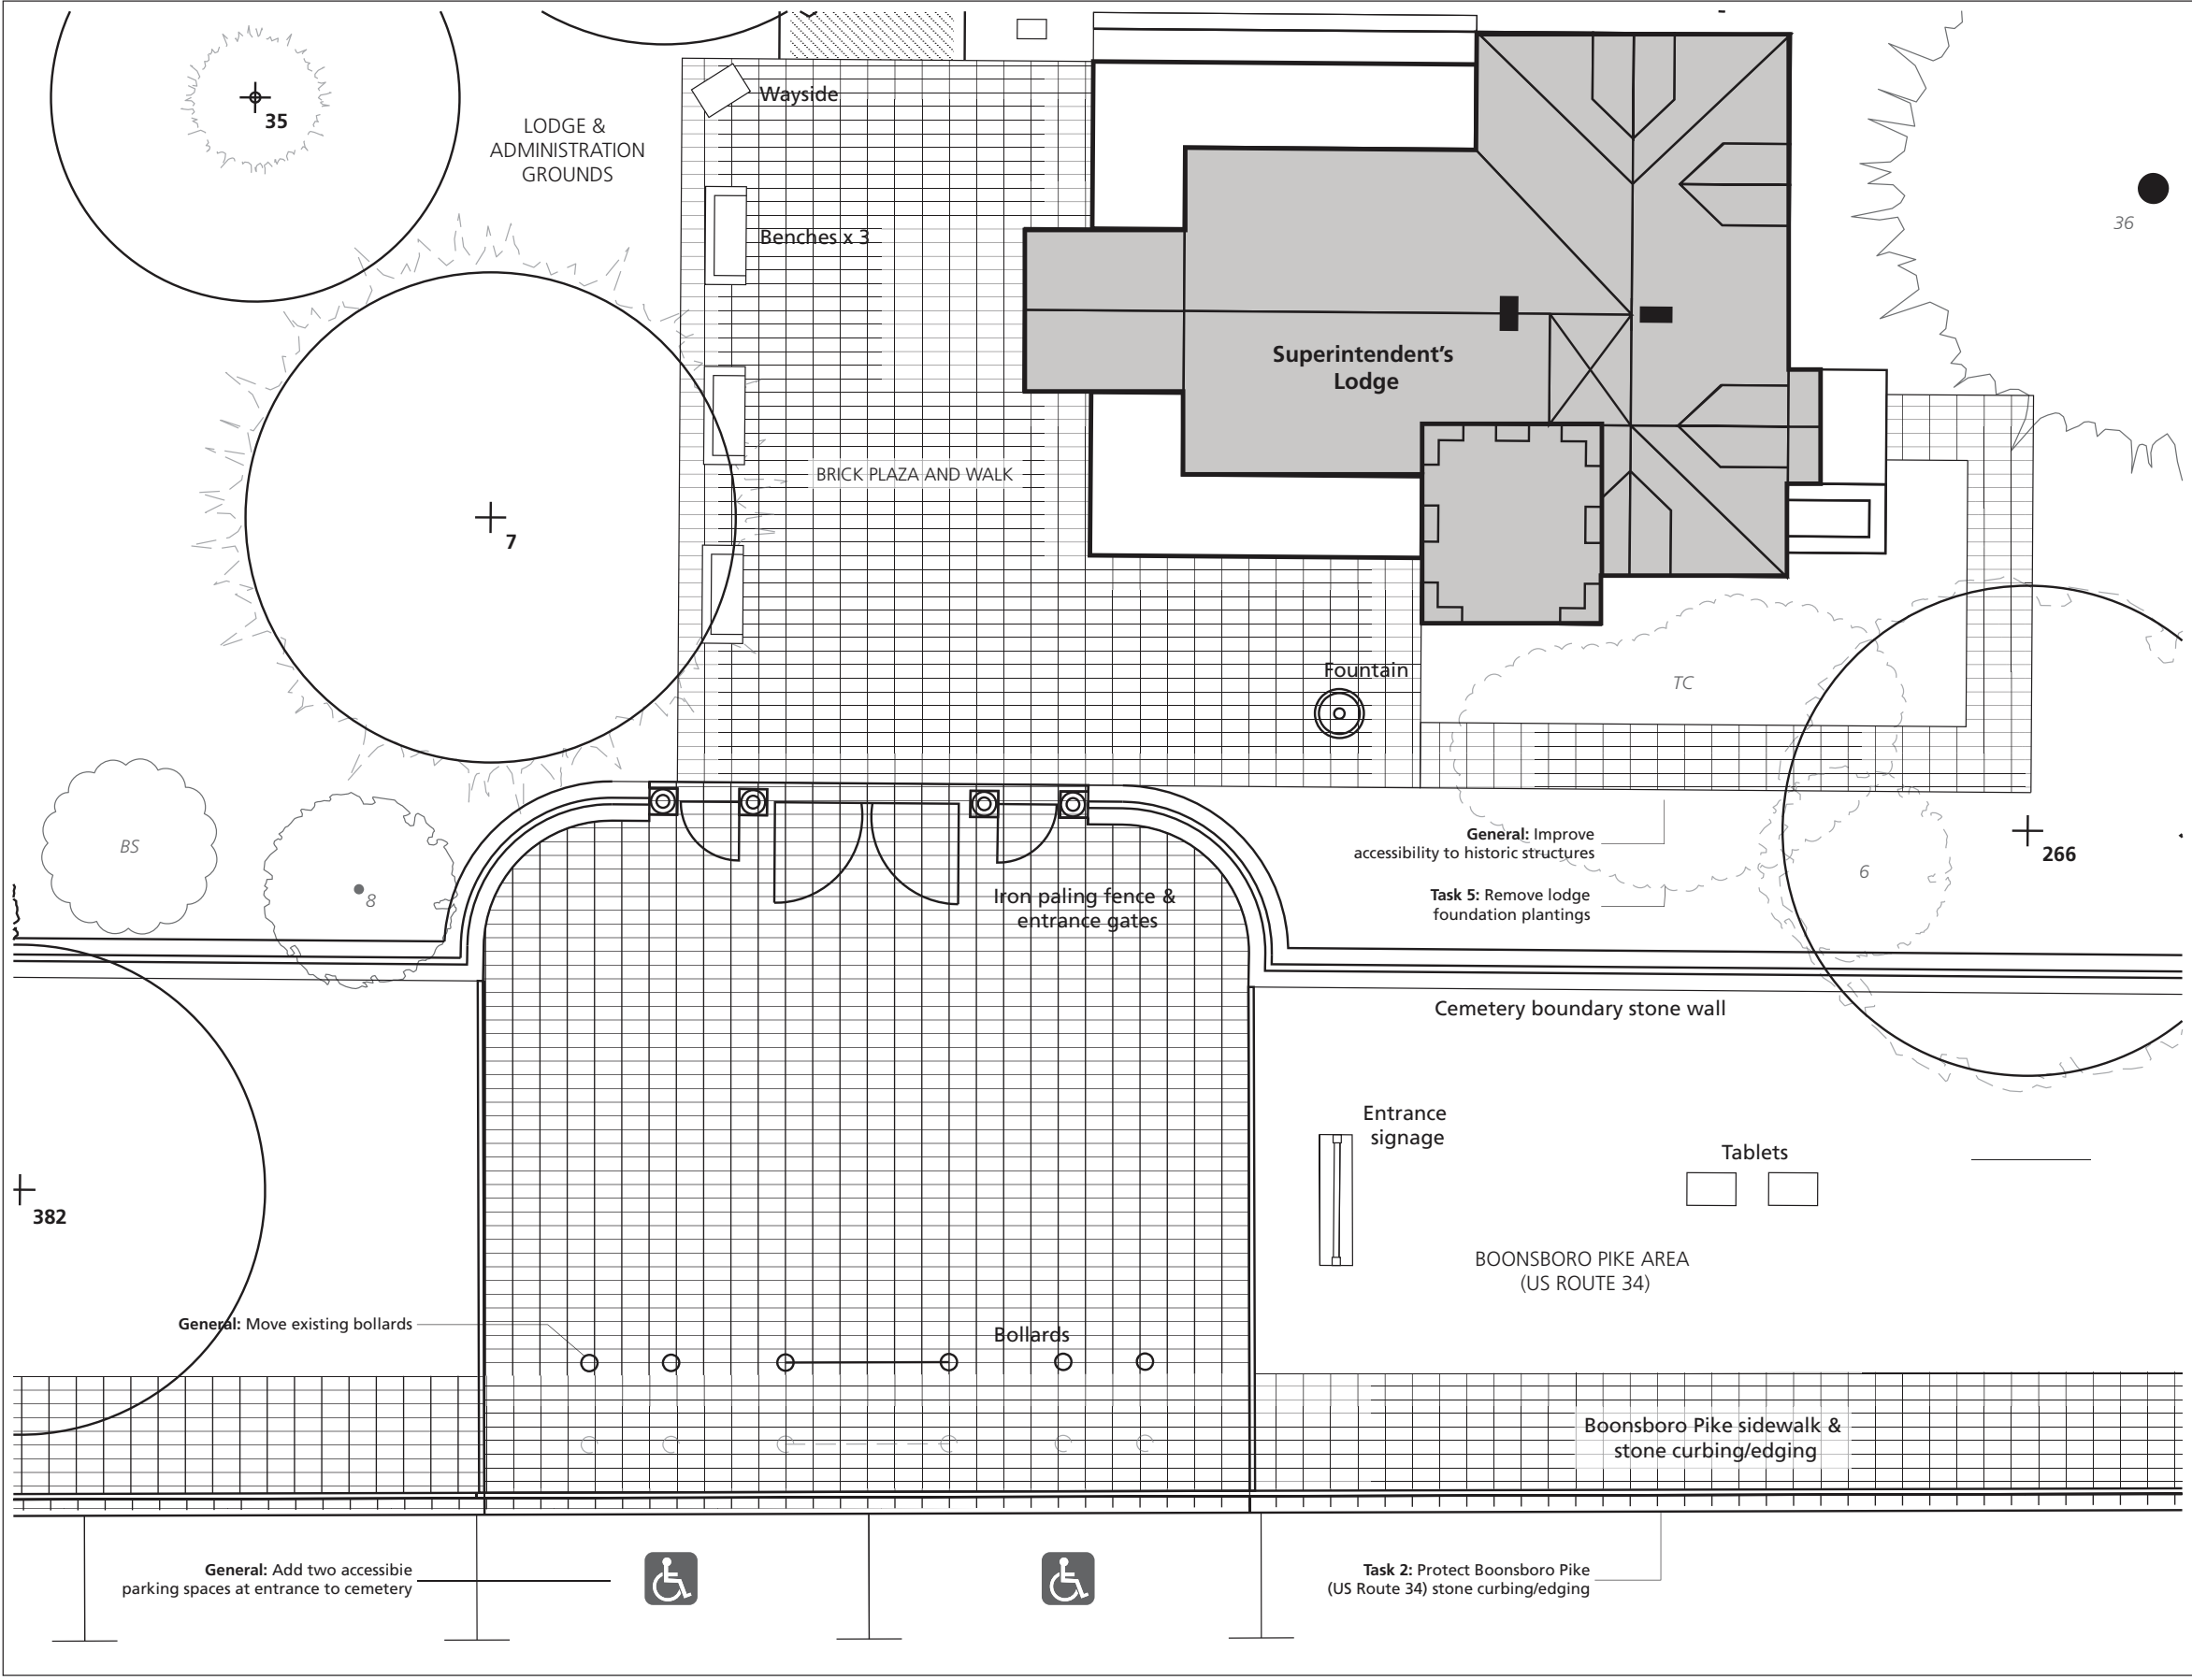 35
Wayside
LODGE &
ADMINISTRATION
GROUNDS
36
Benches x 3
Superintendent's
Lodge
BRICK PLAZA AND WALK
7
Fountain
TC
BS
8
General: Improve
accessibility to historic structures
266
6
Task 5: Remove lodge
foundation plantings
Iron paling fence &
entrance gates
Cemetery boundary stone wall
Entrance
signage
Tablets
382
BOONSBORO PIKE AREA
(US ROUTE 34)
General: Move existing bollards
Bollards
Boonsboro Pike sidewalk &
stone curbing/edging
General: Add two accessibie
parking spaces at entrance to cemetery
Task 2: Protect Boonsboro Pike
(US Route 34) stone curbing/edging